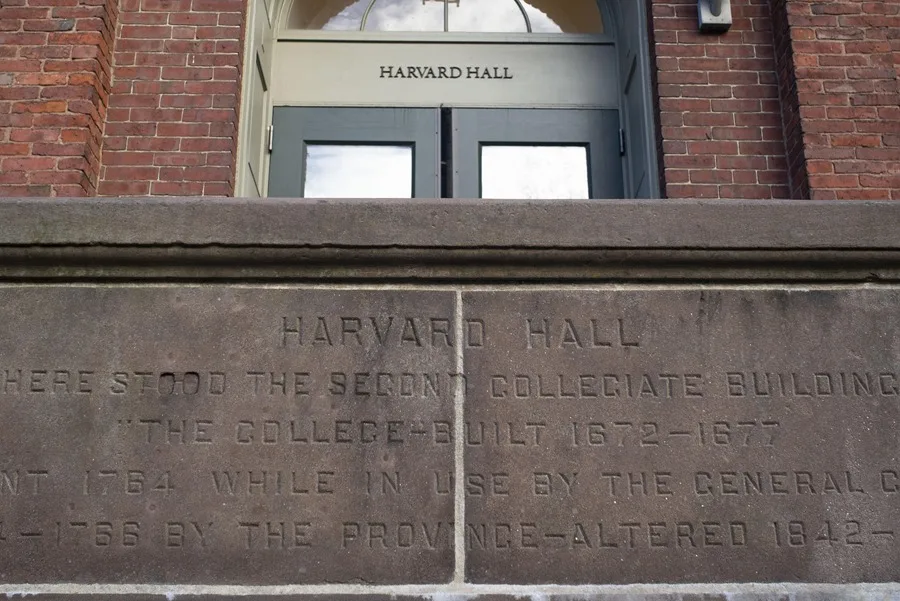 HARVARD HALL
HARVARD HALL
HERE STOOD THE SECOND COLLEGIATE BUILDING
"THE COLLEGE–BUILT 1672–1677
NT 1764 WHILE IN USE BY THE GENERAL C
–1766 BY THE PROVINCE–ALTERED 1842–